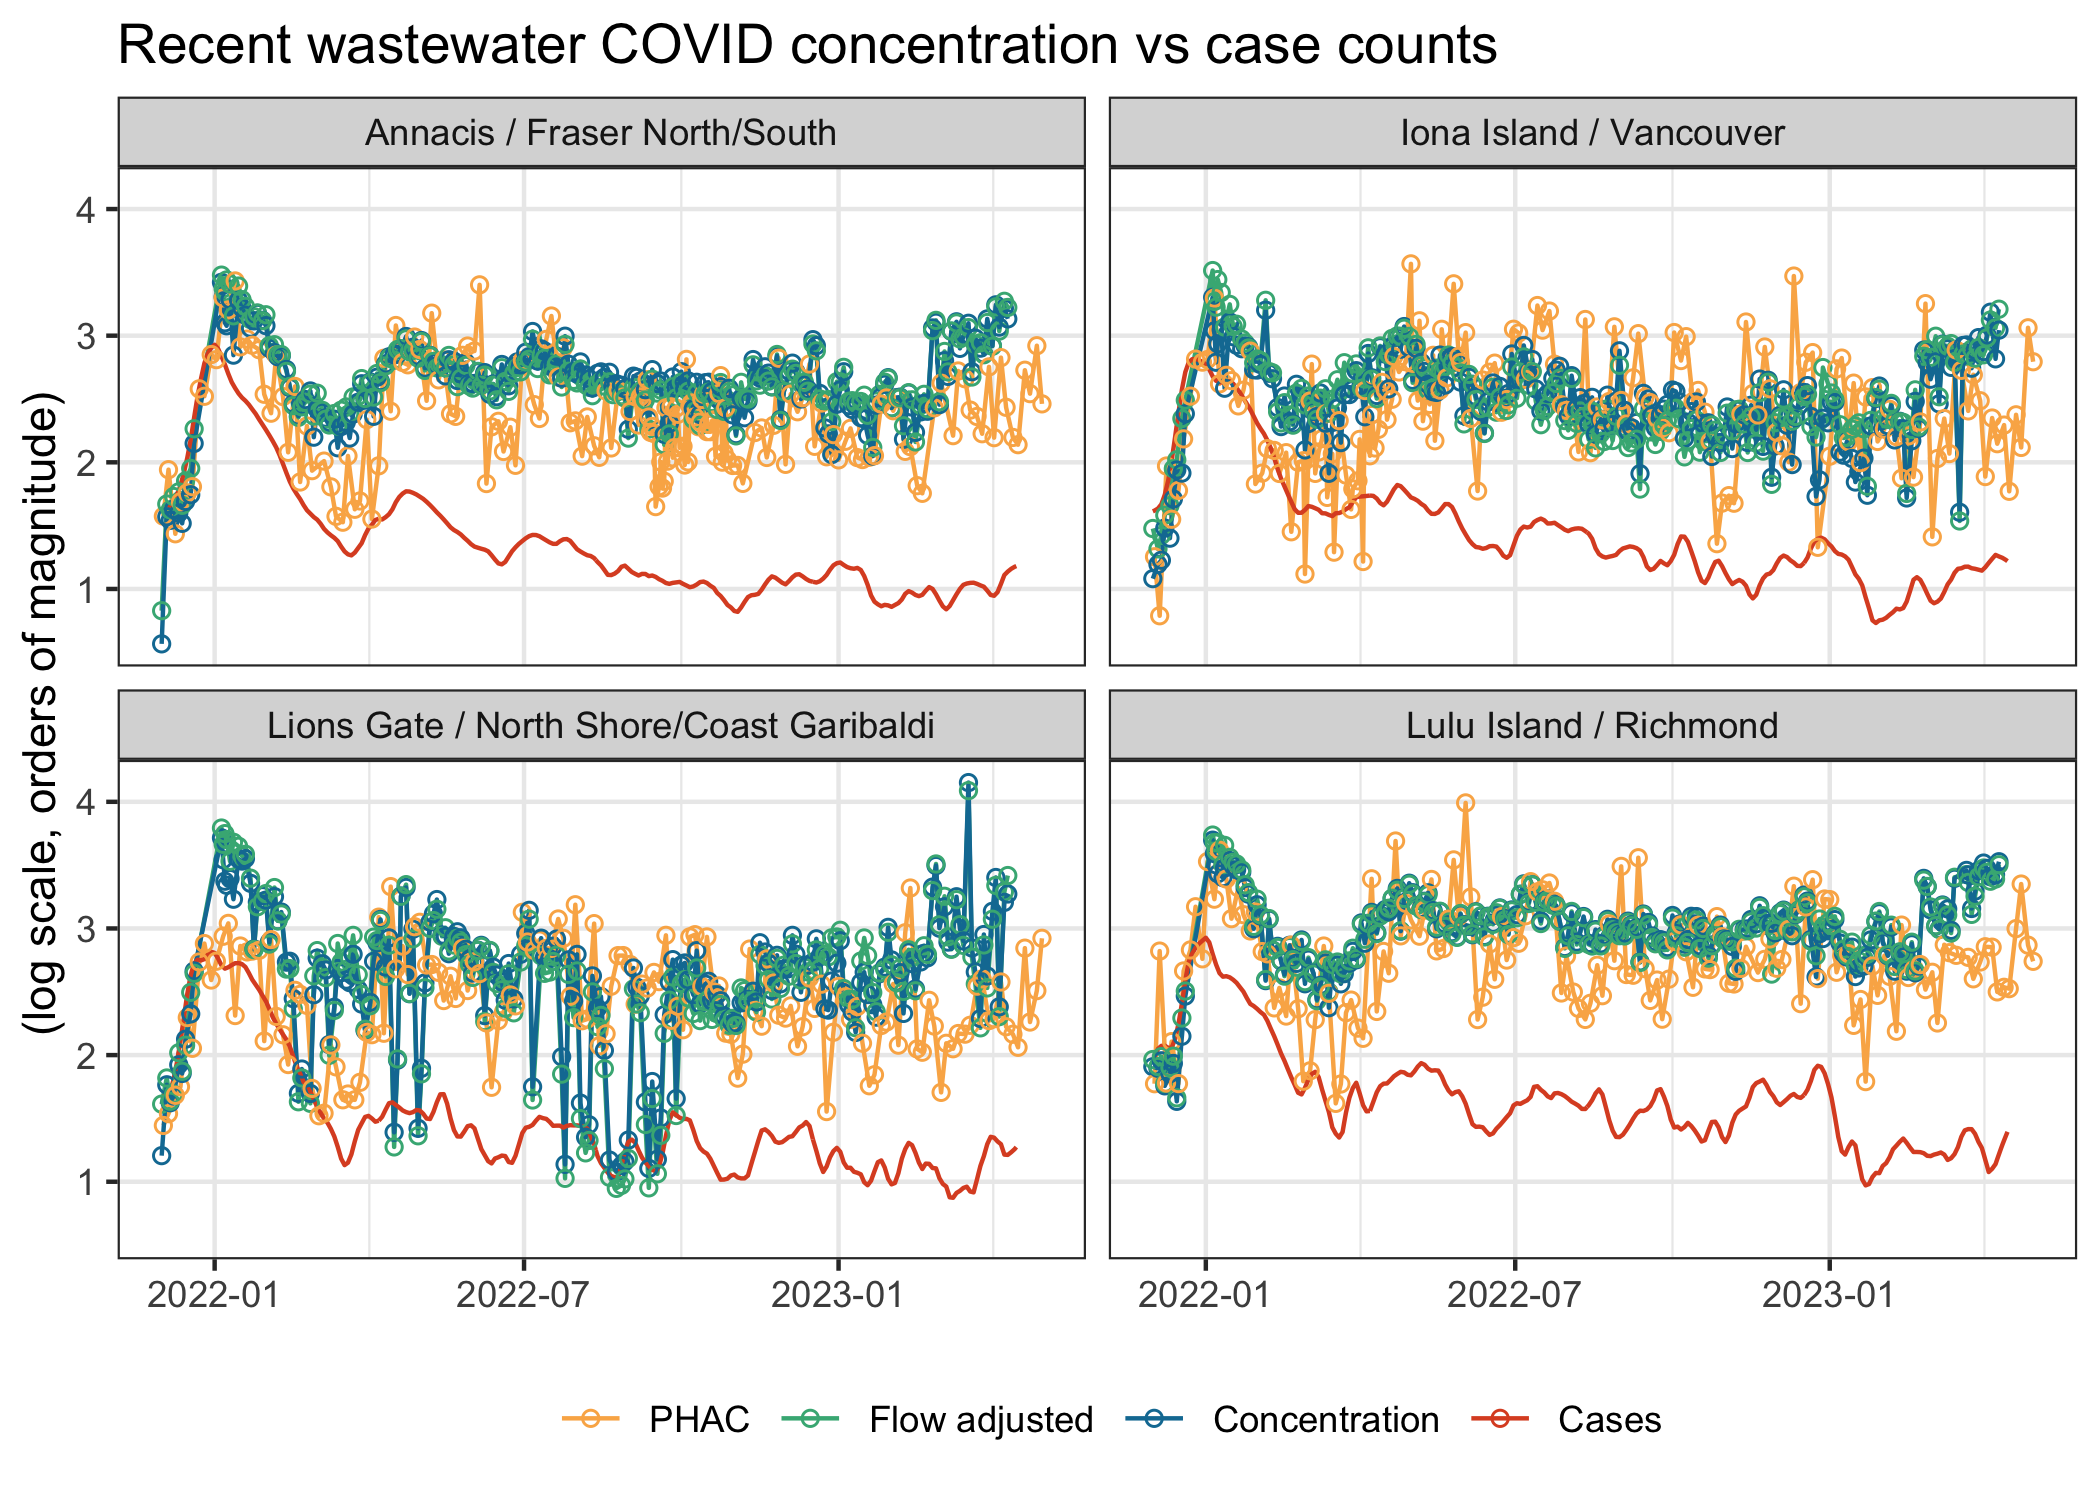 Recent wastewater COVID concentration vs case counts
Annacis / Fraser North/South
Iona Island / Vancouver
4
3
2
1
(log scale, orders of magnitude)
Lions Gate / North Shore/Coast Garibaldi
Lulu Island / Richmond
4
3
2
1
2022-01
2022-07
2023-01
2022-01
2022-07
2023-01
PHAC
Flow adjusted
Concentration
Cases